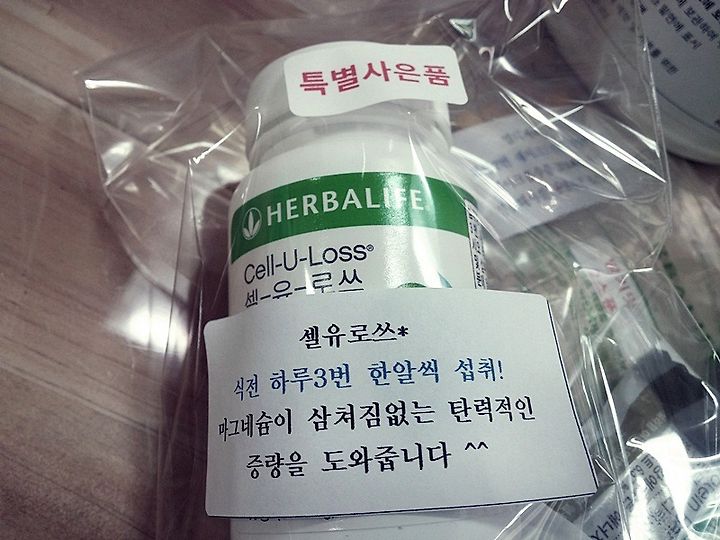 특별사은품
HERBALIFE
Cell-U-Loss®
셀-유-로쓰
셀유로쓰*
식전 하루3번 한알씩 섭취!
마그네슘이 삼쳐짐없는 탄력적인
증량을 도와줍니다 ^^